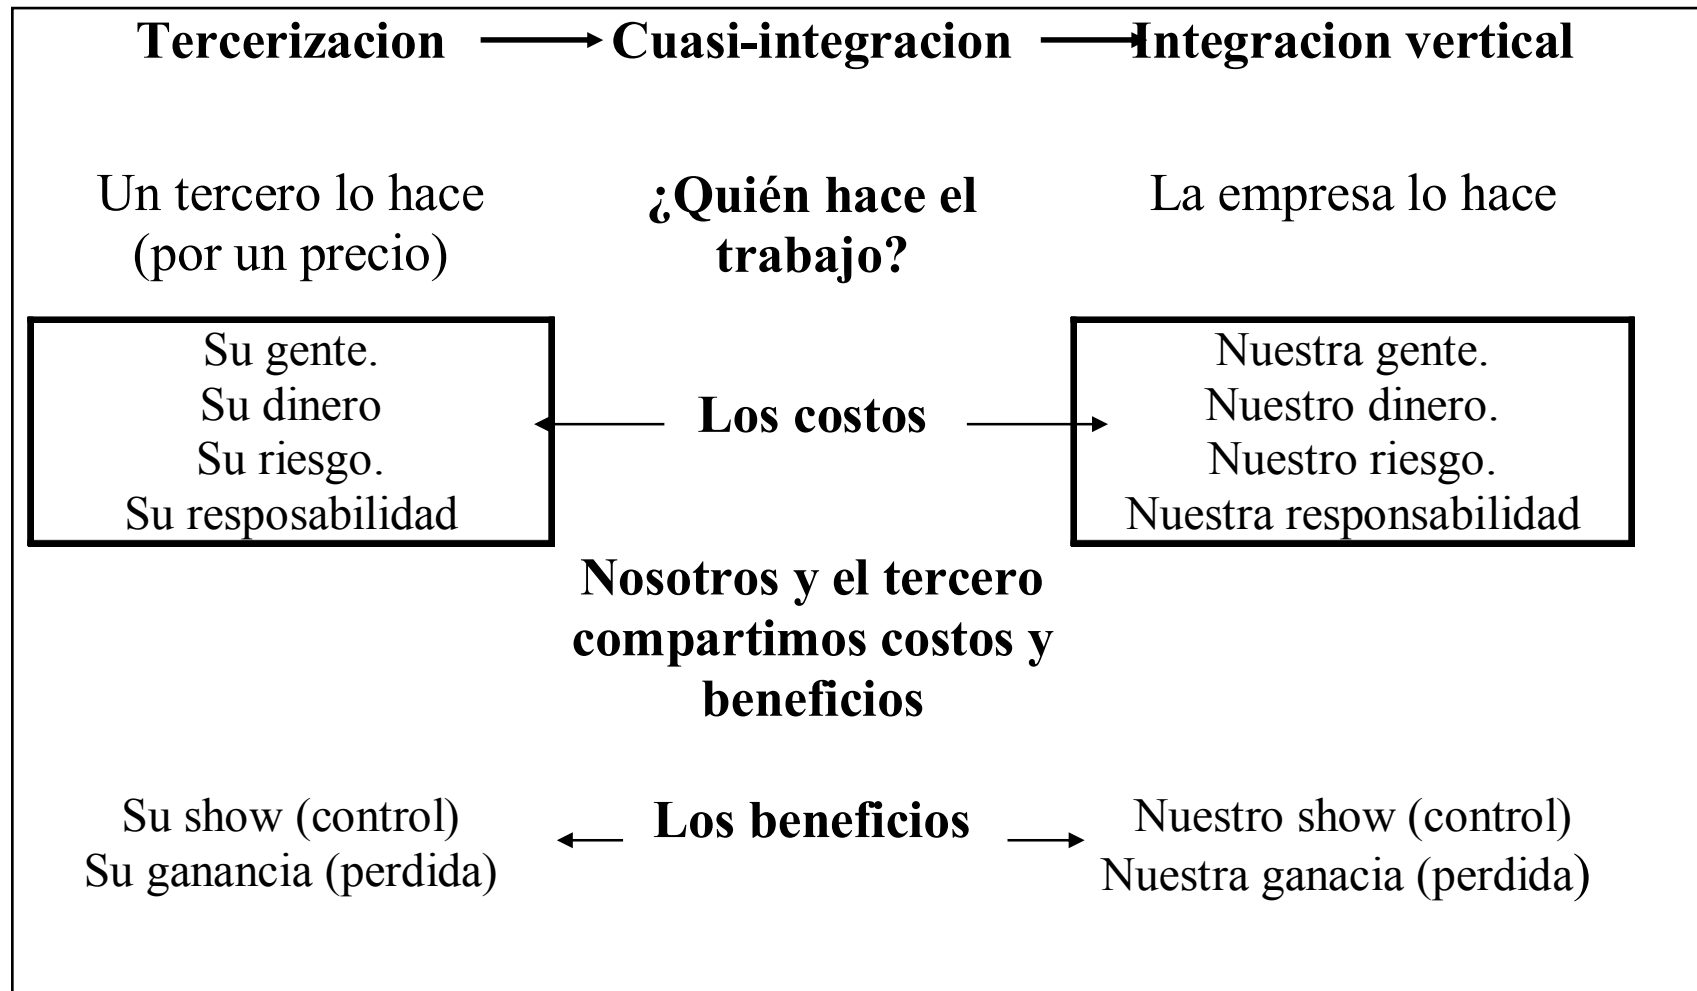 Tercerizacion
Cuasi-integracion
Integracion vertical
Un tercero lo hace
(por un precio)
¿Quién hace el
trabajo?
La empresa lo hace
Su gente.
Su dinero
Su riesgo.
Su resposabilidad
Los costos
Nuestra gente.
Nuestro dinero.
Nuestro riesgo.
Nuestra responsabilidad
Nosotros y el tercero
compartimos costos y
beneficios
Su show (control)
Su ganancia (perdida)
Los beneficios
Nuestro show (control)
Nuestra ganacia (perdida)